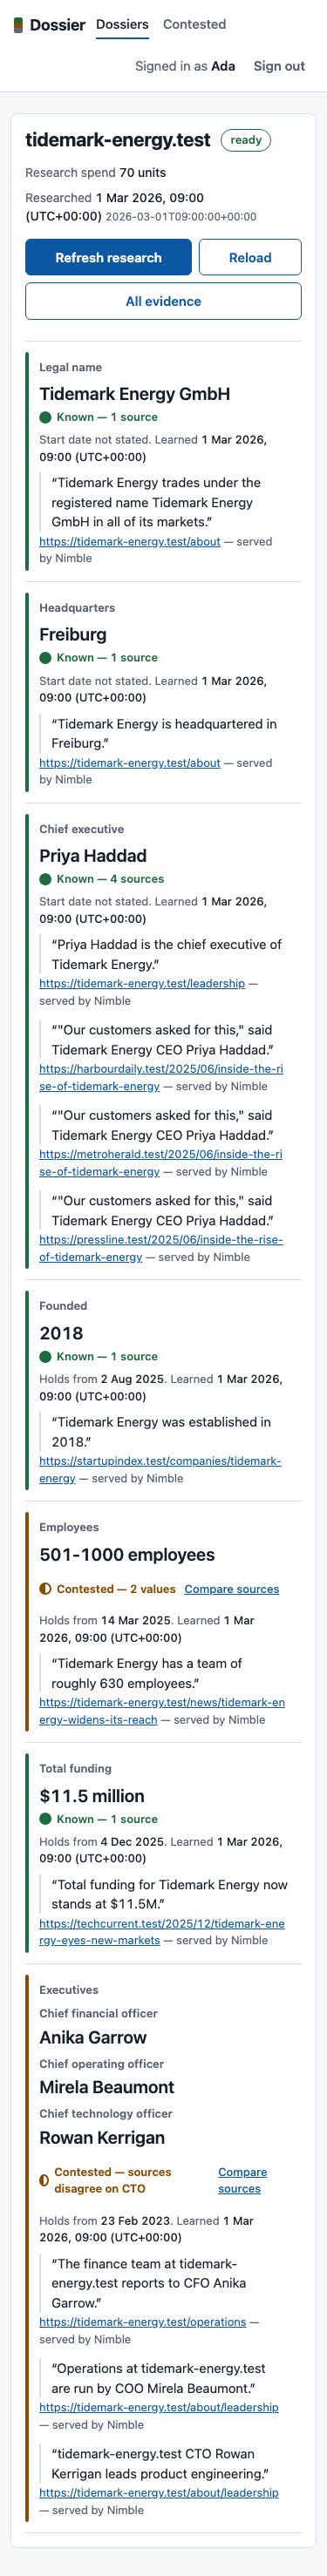 Dossier Dossiers Contested
Signed in as Ada Sign out
tidemark-energy.test ready
Research spend 70 units
Researched 1 Mar 2026, 09:00
(UTC+00:00) 2026-03-01T09:00:00+00:00
Refresh research Reload
All evidence
Legal name
Tidemark Energy GmbH
Known — 1 source
Start date not stated. Learned 1 Mar 2026,
09:00 (UTC+00:00)
“Tidemark Energy trades under the
registered name Tidemark Energy
GmbH in all of its markets.”
https://tidemark-energy.test/about — served
by Nimble
Headquarters
Freiburg
Known — 1 source
Start date not stated. Learned 1 Mar 2026,
09:00 (UTC+00:00)
“Tidemark Energy is headquartered in
Freiburg.”
https://tidemark-energy.test/about — served
by Nimble
Chief executive
Priya Haddad
Known — 4 sources
Start date not stated. Learned 1 Mar 2026,
09:00 (UTC+00:00)
“Priya Haddad is the chief executive of
Tidemark Energy.”
https://tidemark-energy.test/leadership —
served by Nimble
“"Our customers asked for this," said
Tidemark Energy CEO Priya Haddad.”
https://harbourdaily.test/2025/06/inside-the-ri
se-of-tidemark-energy — served by Nimble
“"Our customers asked for this," said
Tidemark Energy CEO Priya Haddad.”
https://metroherald.test/2025/06/inside-the-ri
se-of-tidemark-energy — served by Nimble
“"Our customers asked for this," said
Tidemark Energy CEO Priya Haddad.”
https://pressline.test/2025/06/inside-the-rise-
of-tidemark-energy — served by Nimble
Founded
2018
Known — 1 source
Holds from 2 Aug 2025. Learned 1 Mar 2026,
09:00 (UTC+00:00)
“Tidemark Energy was established in
2018.”
https://startupindex.test/companies/tidemark-
energy — served by Nimble
Employees
501-1000 employees
Contested — 2 values Compare sources
Holds from 14 Mar 2025. Learned 1 Mar
2026, 09:00 (UTC+00:00)
“Tidemark Energy has a team of
roughly 630 employees.”
https://tidemark-energy.test/news/tidemark-en
ergy-widens-its-reach — served by Nimble
Total funding
$11.5 million
Known — 1 source
Holds from 4 Dec 2025. Learned 1 Mar 2026,
09:00 (UTC+00:00)
“Total funding for Tidemark Energy now
stands at $11.5M.”
https://techcurrent.test/2025/12/tidemark-ene
rgy-eyes-new-markets — served by Nimble
Executives
Chief financial officer
Anika Garrow
Chief operating officer
Mirela Beaumont
Chief technology officer
Rowan Kerrigan
Contested — sources Compare
disagree on CTO sources
Holds from 23 Feb 2023. Learned 1 Mar
2026, 09:00 (UTC+00:00)
“The finance team at tidemark-
energy.test reports to CFO Anika
Garrow.”
https://tidemark-energy.test/operations —
served by Nimble
“Operations at tidemark-energy.test
are run by COO Mirela Beaumont.”
https://tidemark-energy.test/about/leadership
— served by Nimble
“tidemark-energy.test CTO Rowan
Kerrigan leads product engineering.”
https://tidemark-energy.test/about/leadership
— served by Nimble